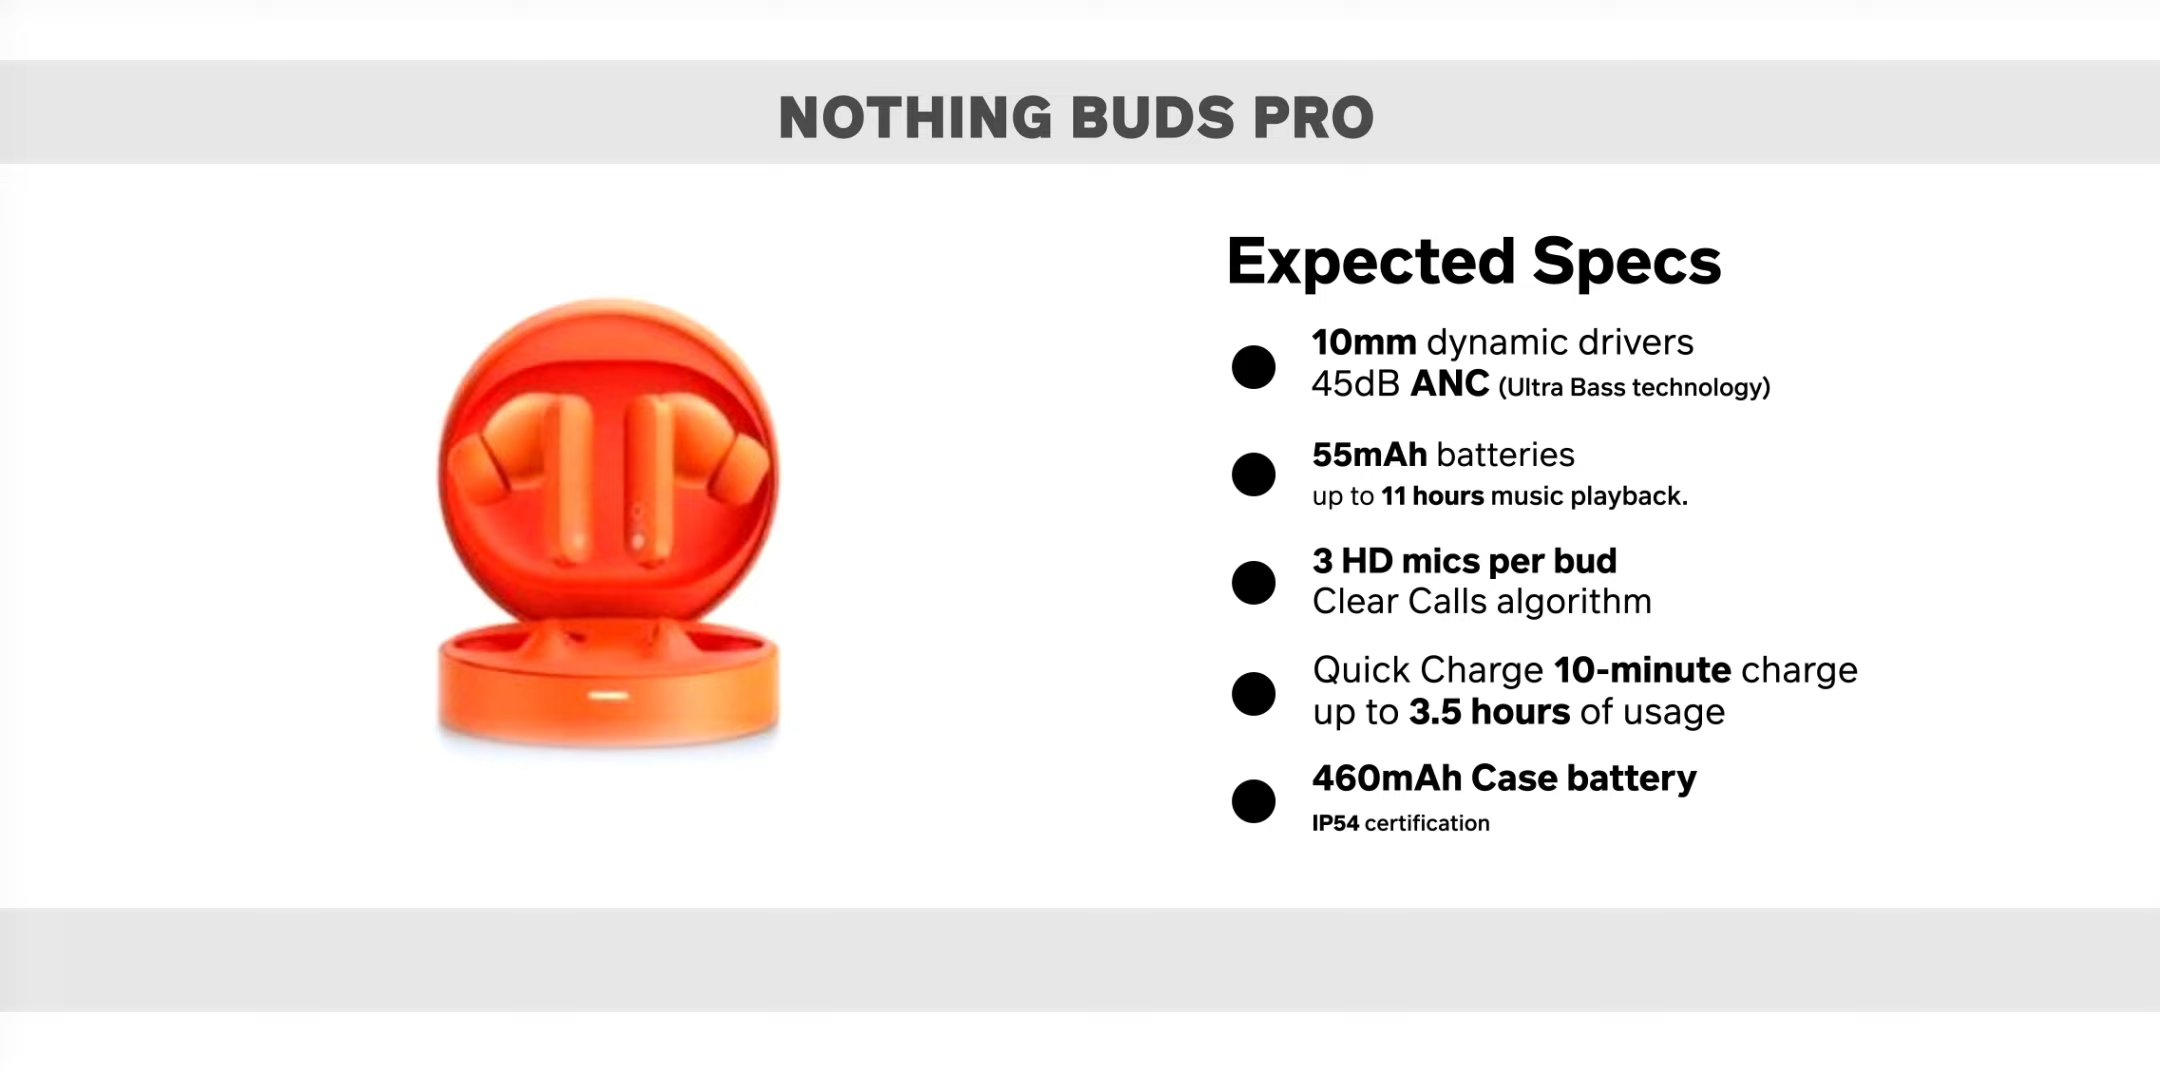 NOTHING BUDS PRO
Expected Specs
10mm dynamic drivers
45dB ANC (Ultra Bass technology)
55mAh batteries
up to 11 hours music playback.
3 HD mics per bud
Clear Calls algorithm
Quick Charge 10-minute charge
up to 3.5 hours of usage
460mAh Case battery
IP54 certification